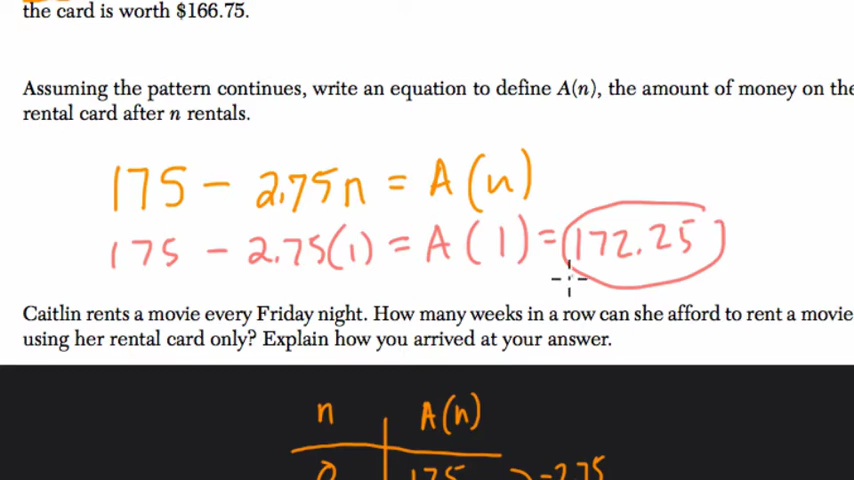 the card is worth $166.75.
Assuming the pattern continues, write an equation to define A(n), the amount of money on the
rental card after n rentals.
175 - 2.75n = A(n)
175 - 2.75(1) = A(1) = 172.25
Caitlin rents a movie every Friday night. How many weeks in a row can she afford to rent a movie
using her rental card only? Explain how you arrived at your answer.
n A(n)
0 175 > -2.75